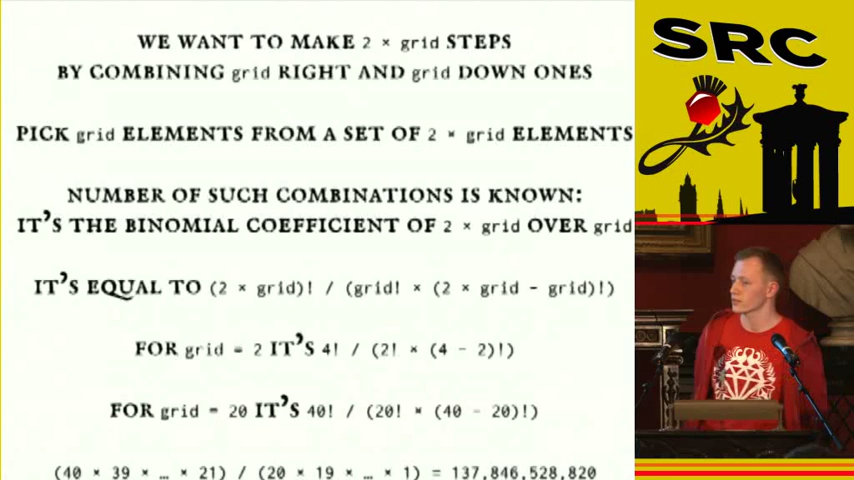 WE WANT TO MAKE 2 × grid STEPS
BY COMBINING grid RIGHT AND grid DOWN ONES
PICK grid ELEMENTS FROM A SET OF 2 × grid ELEMENTS
NUMBER OF SUCH COMBINATIONS IS KNOWN:
IT'S THE BINOMIAL COEFFICIENT OF 2 × grid OVER grid
IT'S EQUAL TO (2 × grid)! / (grid! × (2 × grid - grid)!)
FOR grid = 2 IT'S 4! / (2! × (4 - 2)!)
FOR grid = 20 IT'S 40! / (20! × (40 - 20)!)
(40 × 39 × … × 21) / (20 × 19 × … × 1) = 137,846,528,820
SRC